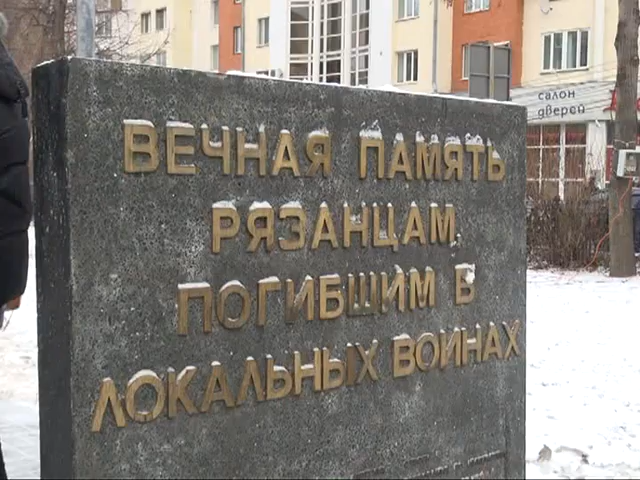 салон
дверей
ВЕЧНАЯ ПАМЯТЬ
РЯЗАНЦАМ
ПОГИБШИМ В
ЛОКАЛЬНЫХ ВОЙНАХ